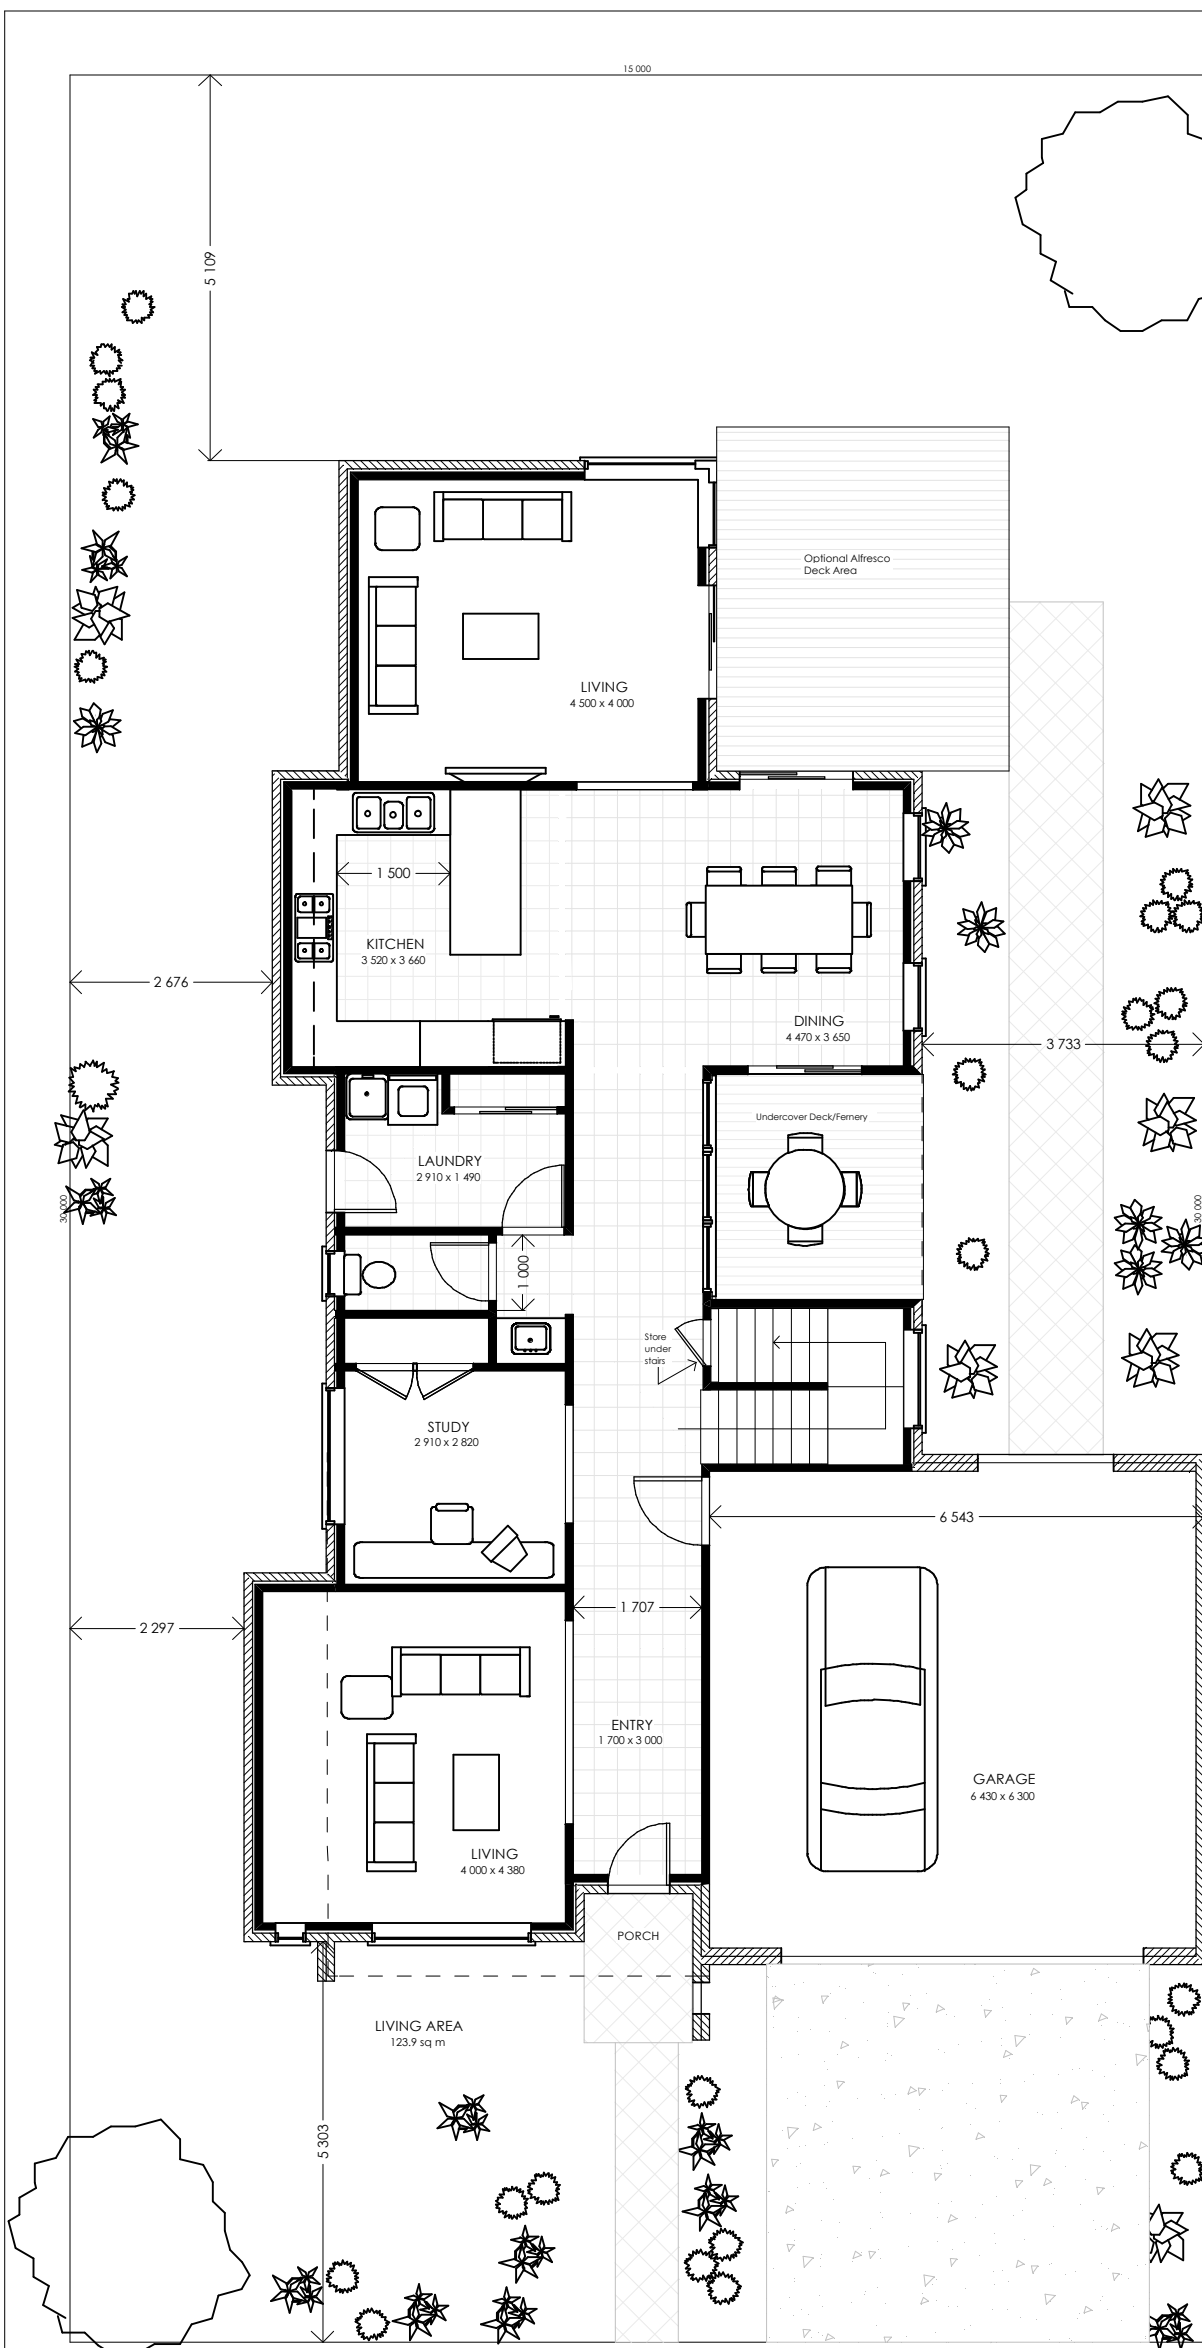 15 000
5 109
Optional Alfresco
Deck Area
LIVING
4 500 x 4 000
1 500
KITCHEN
3 520 x 3 660
2 676
DINING
4 470 x 3 650
3 733
Undercover Deck/Fernery
LAUNDRY
2 910 x 1 490
30 000
30 000
1 000
Store
under
stairs
STUDY
2 910 x 2 820
6 543
1 707
2 297
ENTRY
1 700 x 3 000
GARAGE
6 430 x 6 300
LIVING
4 000 x 4 380
PORCH
LIVING AREA
123.9 sq m
5 303